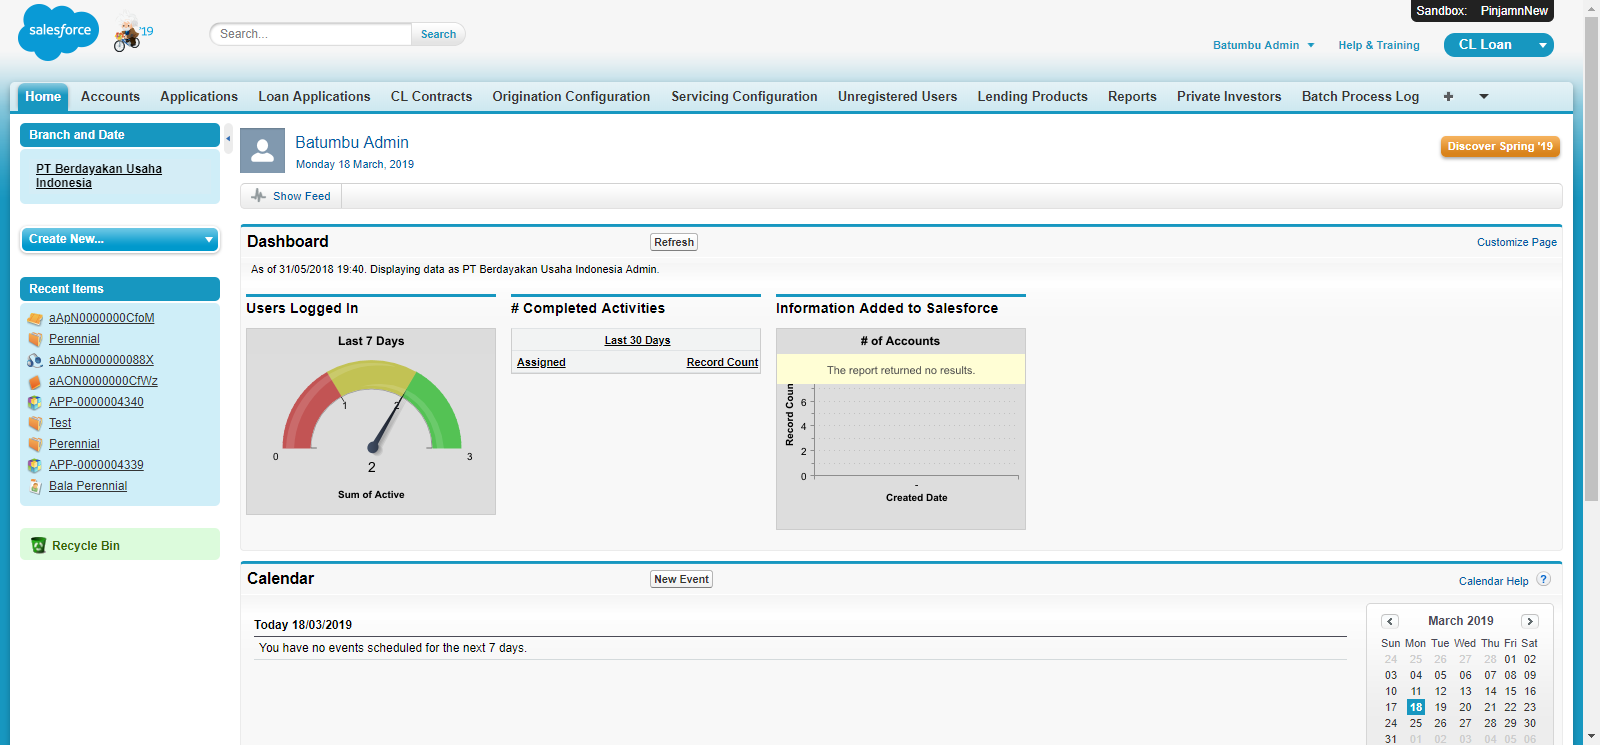 Sandbox: PinjamnNew
salesforce
'19
Search...
Search
Batumbu Admin
Help & Training
CL Loan
Home
Accounts
Applications
Loan Applications
CL Contracts
Origination Configuration
Servicing Configuration
Unregistered Users
Lending Products
Reports
Private Investors
Batch Process Log
+
Branch and Date
PT Berdayakan Usaha
Indonesia
Create New...
Recent Items
aApN0000000CfoM
Perennial
aAbN0000000088X
aAON0000000CfWz
APP-0000004340
Test
Perennial
APP-0000004339
Bala Perennial
Recycle Bin
Batumbu Admin
Monday 18 March, 2019
Discover Spring '19
Show Feed
Dashboard
Refresh
Customize Page
As of 31/05/2018 19:40. Displaying data as PT Berdayakan Usaha Indonesia Admin.
Users Logged In
Last 7 Days
0
1
2
3
2
Sum of Active
# Completed Activities
Last 30 Days
Assigned Record Count
Information Added to Salesforce
# of Accounts
The report returned no results.
Record Coun
6
4
2
0
-
Created Date
Calendar
New Event
Calendar Help ?
Today 18/03/2019
You have no events scheduled for the next 7 days.
March 2019
Sun Mon Tue Wed Thu Fri Sat
24 25 26 27 28 01 02
03 04 05 06 07 08 09
10 11 12 13 14 15 16
17 18 19 20 21 22 23
24 25 26 27 28 29 30
31 01 02 03 04 05 06